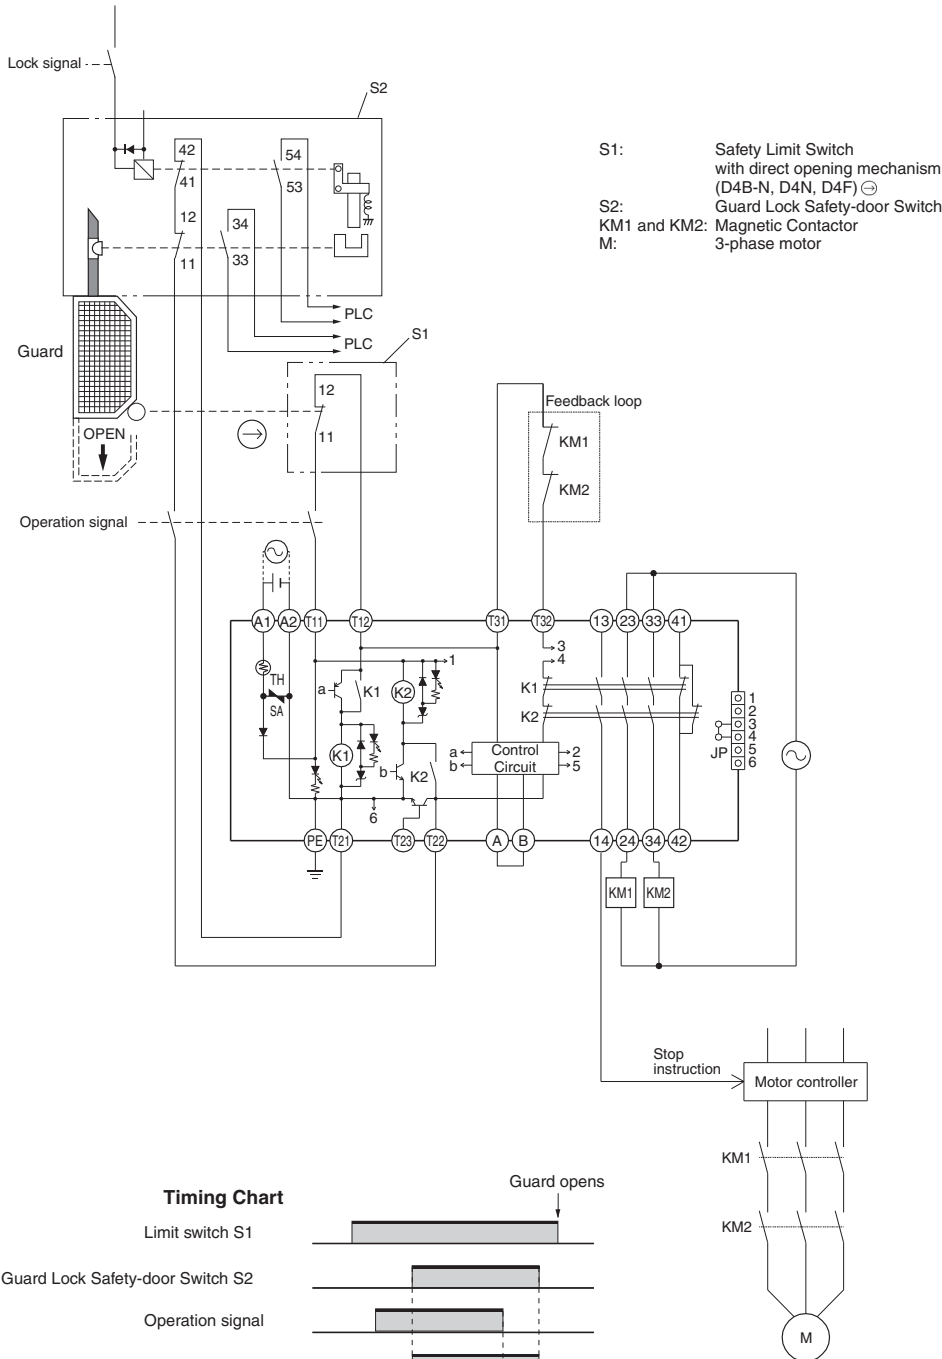 Lock signal
S2
42
41
54
53
12
11
34
33
PLC
PLC
S1:
Safety Limit Switch
with direct opening mechanism
(D4B-N, D4N, D4F)
S2:
Guard Lock Safety-door Switch
KM1 and KM2:
Magnetic Contactor
M:
3-phase motor
Guard
OPEN
S1
12
11
Feedback loop
KM1
KM2
Operation signal
A1
A2
T11
T12
T31
T32
13
23
33
41
TH
SA
a
K1
K2
1
3
4
K1
K2
K1
b
K2
a
b
Control
Circuit
2
5
6
JP
1
2
3
4
5
6
PE
T21
T23
T22
A
B
14
24
34
42
KM1
KM2
Stop
instruction
Motor controller
KM1
KM2
M
Timing Chart
Guard opens
Limit switch S1
Guard Lock Safety-door Switch S2
Operation signal